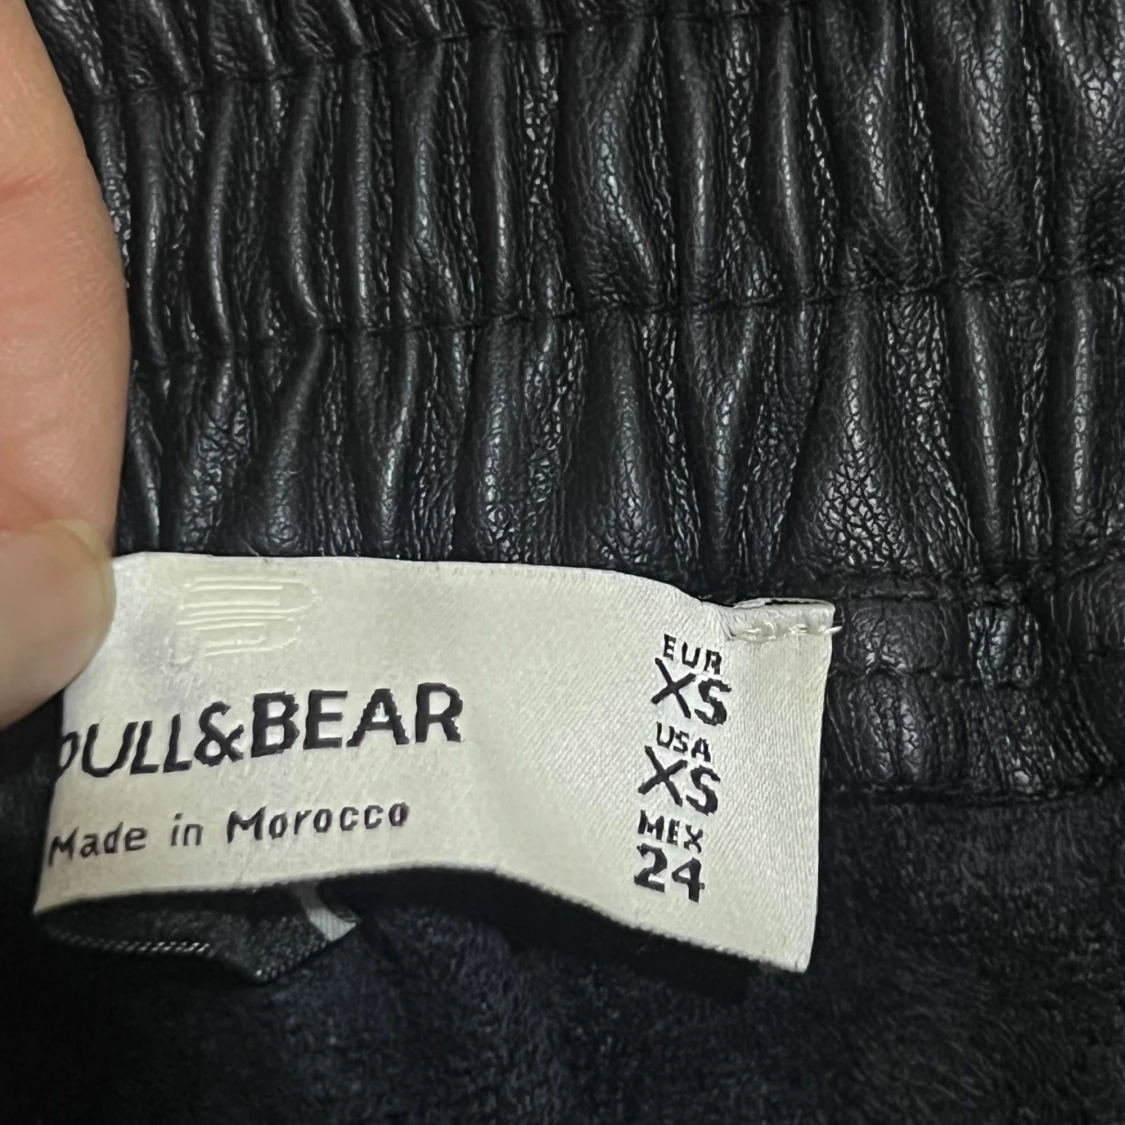 PULL&BEAR
Made in Morocco
EUR
XS
USA
XS
MEX
24